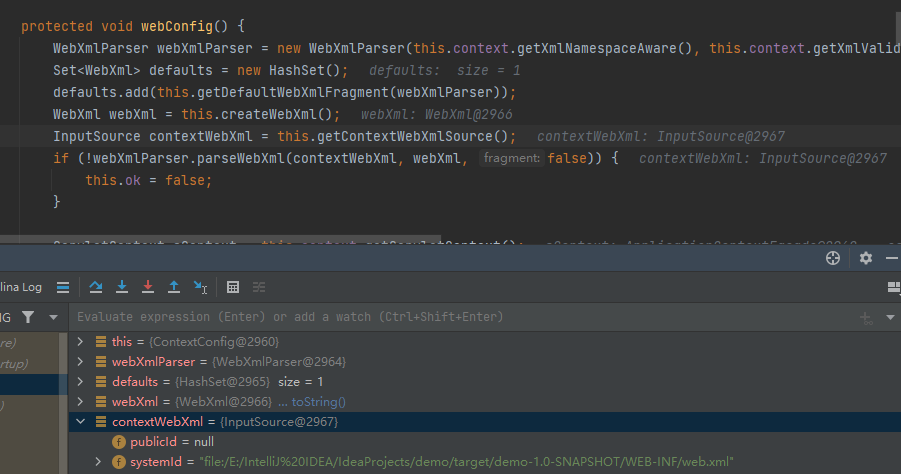 protected void webConfig() {
WebXmlParser webXmlParser = new WebXmlParser(this.context.getXmlNamespaceAware(), this.context.getXmlValid
Set<WebXml> defaults = new HashSet(); defaults: size = 1
defaults.add(this.getDefaultWebXmlFragment(webXmlParser));
WebXml webXml = this.createWebXml(); webXml: WebXml@2966
InputSource contextWebXml = this.getContextWebXmlSource(); contextWebXml: InputSource@2967
if (!webXmlParser.parseWebXml(contextWebXml, webXml, fragment: false)) { contextWebXml: InputSource@2967
this.ok = false;
}
lina Log
NG
Evaluate expression (Enter) or add a watch (Ctrl+Shift+Enter)
re)
this = {ContextConfig@2960}
rtup)
webXmlParser = {WebXmlParser@2964}
defaults = {HashSet@2965} size = 1
)
webXml = {WebXml@2966} ... toString()
contextWebXml = {InputSource@2967}
publicId = null
systemId = "file:/E:/IntelliJ%20IDEA/IdeaProjects/demo/target/demo-1.0-SNAPSHOT/WEB-INF/web.xml"